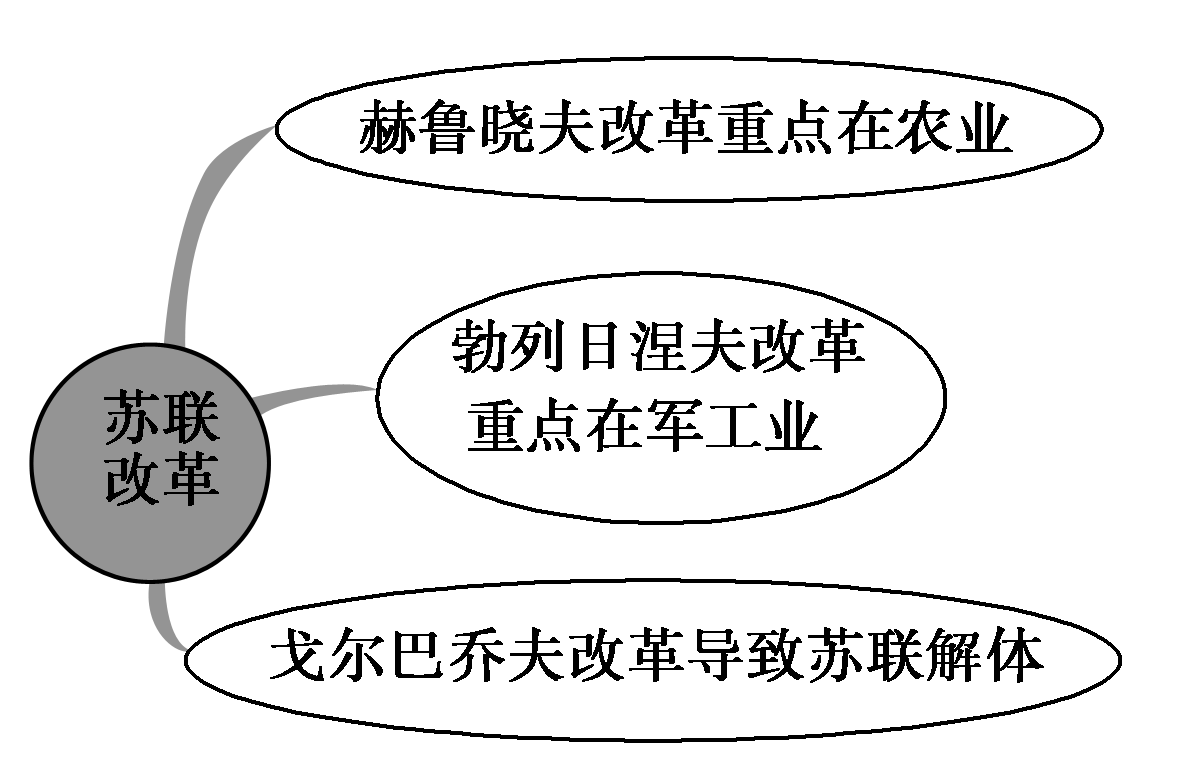 赫鲁晓夫改革重点在农业
勃列日涅夫改革
重点在军工业
苏联
改革
戈尔巴乔夫改革导致苏联解体